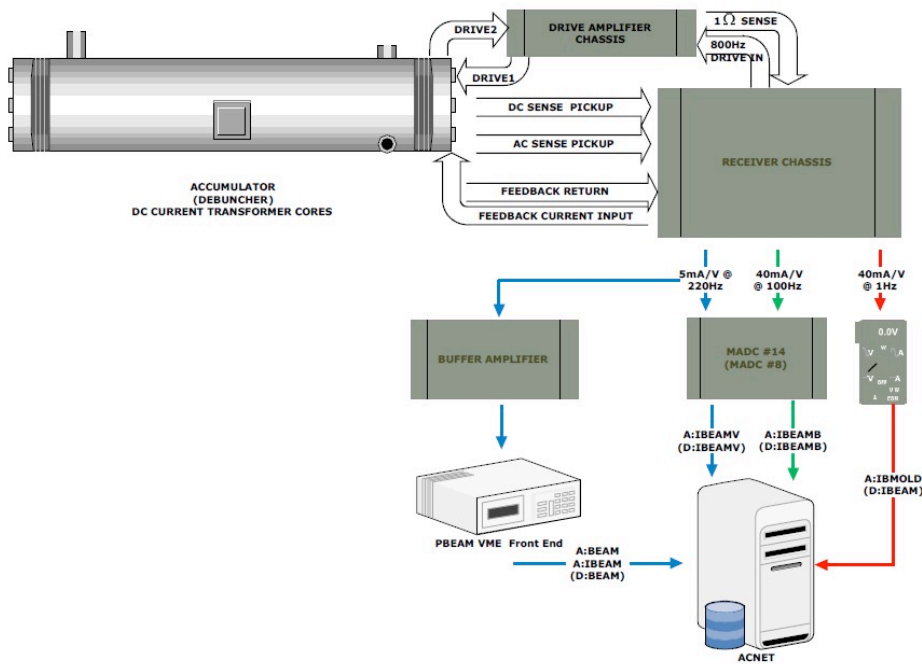 DRIVE2
DRIVE AMPLIFIER
CHASSIS
1Ω SENSE
800Hz
DRIVE IN
DRIVE1
DC SENSE PICKUP
AC SENSE PICKUP
RECEIVER CHASSIS
FEEDBACK RETURN
FEEDBACK CURRENT INPUT
ACCUMULATOR
(DEBUNCHER)
DC CURRENT TRANSFORMER CORES
5mA/V @
220Hz
40mA/V
@ 100Hz
40mA/V
@ 1Hz
BUFFER AMPLIFIER
MADC #14
(MADC #8)
0.0V
W
V
A
V
OFF
A
A:IBEAMV
(D:IBEAMV)
A:IBEAMB
(D:IBEAMB)
A:IBMOLD
(D:IBEAM)
PBEAM VME Front End
A:BEAM
A:IBEAM
(D:BEAM)
ACNET